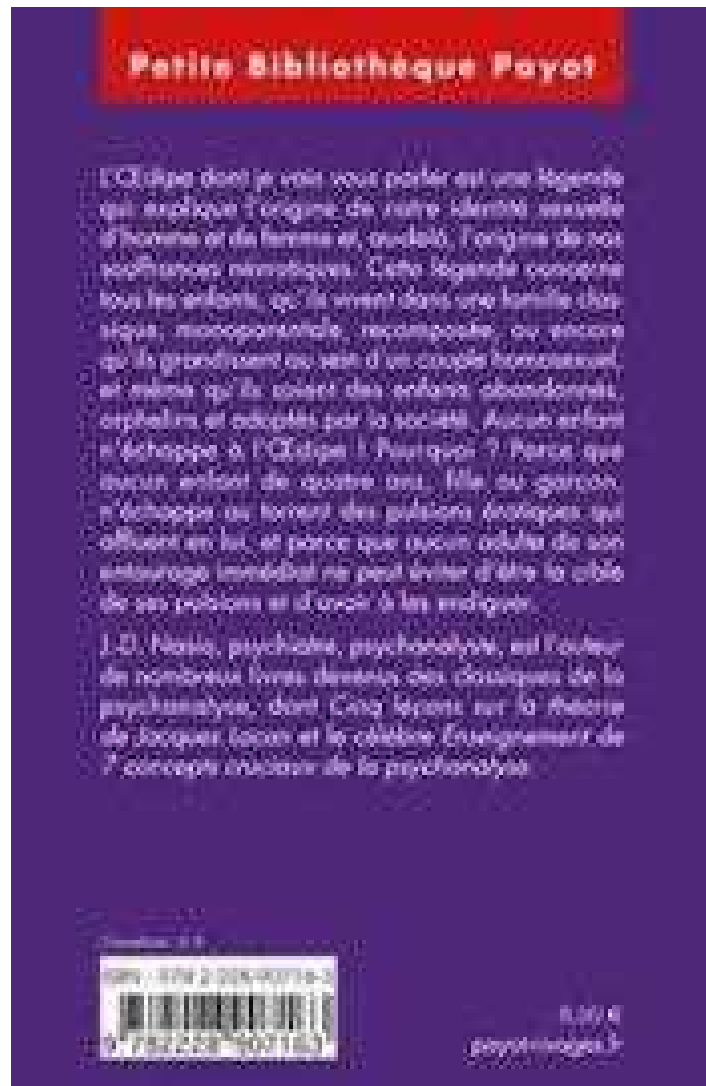 Petite Bibliothèque Payot
L'Œdipe dont je vais vous parler est une légende
qui explique l'origine de notre identité sexuelle
d'homme et de femme et, au-delà, l'origine de nos
souffrances névrotiques. Cette légende concerne
tous les enfants, qu'ils vivent dans une famille clas-
sique, monoparentale, recomposée, ou encore
qu'ils grandissent au sein d'un couple homosexuel,
et même qu'ils soient des enfants abandonnés,
orphelins et adoptés par la société. Aucun enfant
n'échappe à l'Œdipe ! Pourquoi ? Parce que
aucun enfant de quatre ans, fille ou garçon,
n'échappe au torrent des pulsions érotiques qui
affluent en lui, et parce que aucun adulte de son
entourage immédiat ne peut éviter d'être la cible
de ses pulsions et d'avoir à les endiguer.
J.-D. Nasio, psychiatre, psychanalyste, est l'auteur
de nombreux livres devenus des classiques de la
psychanalyse, dont Cinq leçons sur la théorie
de Jacques Lacan et le célèbre Enseignement de
7 concepts cruciaux de la psychanalyse.
9 782228 907163
payot-rivages.fr